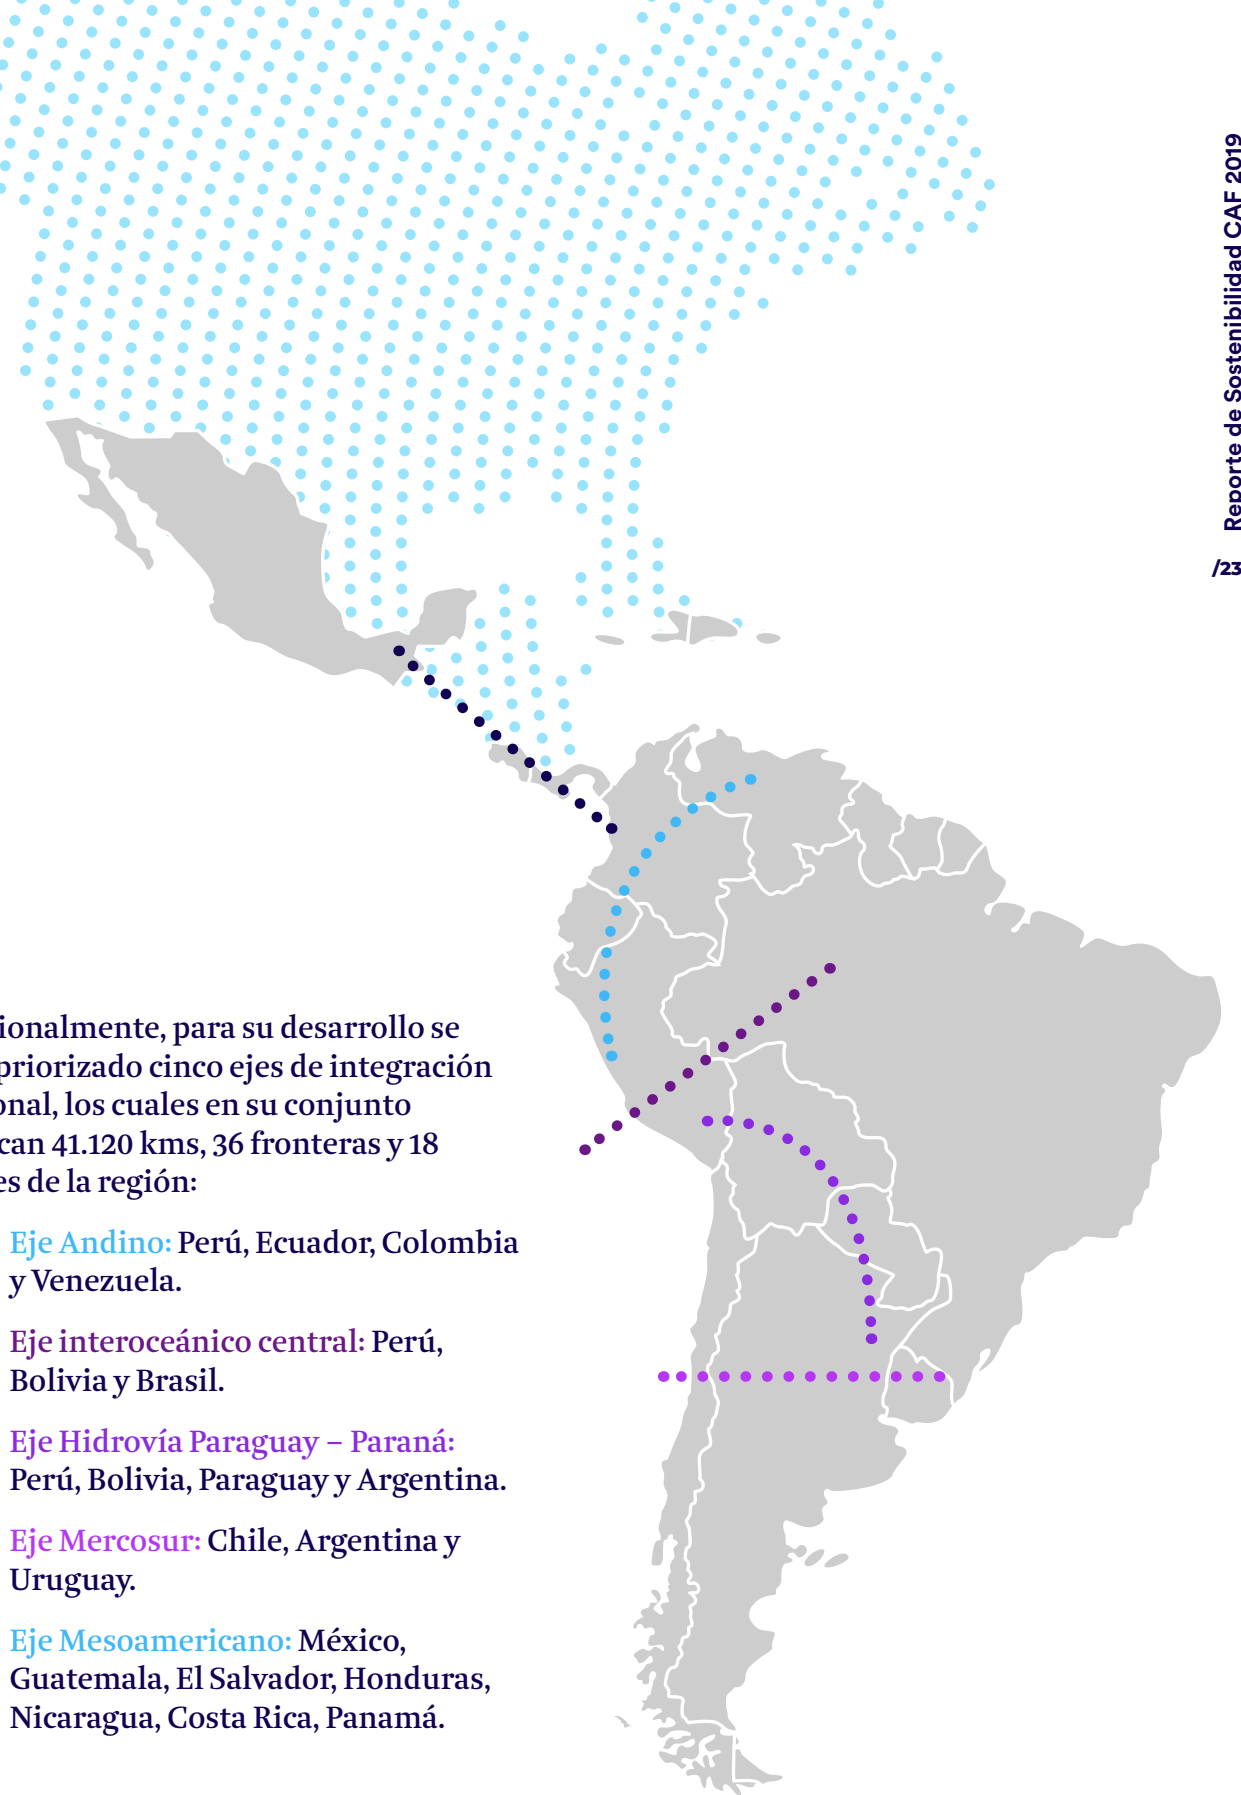 Reporte de Sostenibilidad CAF 2019
/23
ionalmente, para su desarrollo se
priorizado cinco ejes de integración
onal, los cuales en su conjunto
can 41.120 kms, 36 fronteras y 18
es de la región:
Eje Andino: Perú, Ecuador, Colombia
y Venezuela.
Eje interoceánico central: Perú,
Bolivia y Brasil.
Eje Hidrovía Paraguay – Paraná:
Perú, Bolivia, Paraguay y Argentina.
Eje Mercosur: Chile, Argentina y
Uruguay.
Eje Mesoamericano: México,
Guatemala, El Salvador, Honduras,
Nicaragua, Costa Rica, Panamá.